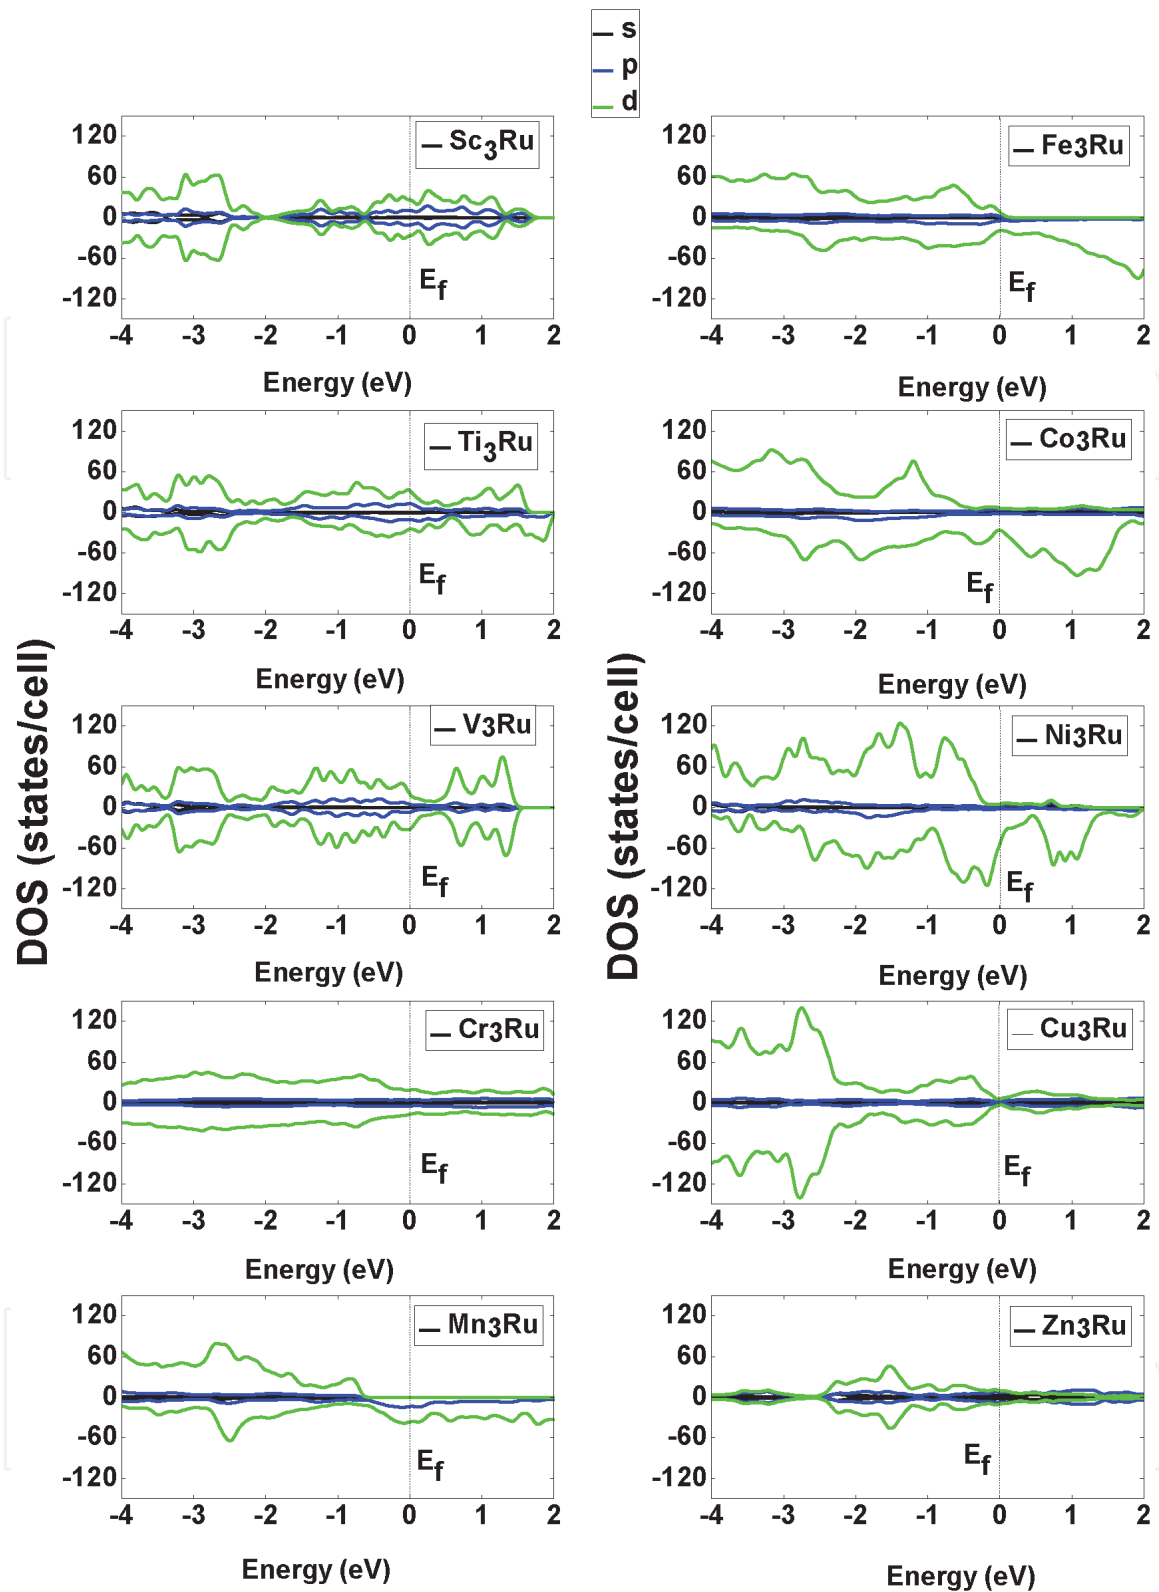 s
p
d
120
60
0
-60
-120
Sc3Ru
Ef
-4 -3 -2 -1 0 1 2
Energy (eV)
120
60
0
-60
-120
Fe3Ru
Ef
-4 -3 -2 -1 0 1 2
Energy (eV)
120
60
0
-60
-120
Ti3Ru
Ef
-4 -3 -2 -1 0 1 2
Energy (eV)
120
60
0
-60
-120
Co3Ru
Ef
-4 -3 -2 -1 0 1 2
Energy (eV)
DOS (states/cell)
120
60
0
-60
-120
V3Ru
Ef
-4 -3 -2 -1 0 1 2
Energy (eV)
DOS (states/cell)
120
60
0
-60
-120
Ni3Ru
Ef
-4 -3 -2 -1 0 1 2
Energy (eV)
120
60
0
-60
-120
Cr3Ru
Ef
-4 -3 -2 -1 0 1 2
Energy (eV)
120
60
0
-60
-120
Cu3Ru
Ef
-4 -3 -2 -1 0 1 2
Energy (eV)
120
60
0
-60
-120
Mn3Ru
Ef
-4 -3 -2 -1 0 1 2
Energy (eV)
120
60
0
-60
-120
Zn3Ru
Ef
-4 -3 -2 -1 0 1 2
Energy (eV)